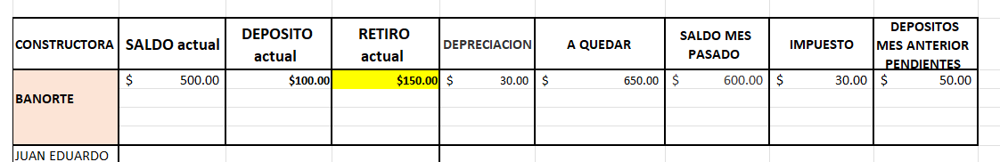 CONSTRUCTORA SALDO actual DEPOSITO actual RETIRO actual DEPRECIACION A QUEDAR SALDO MES PASADO IMPUESTO DEPOSITOS MES ANTERIOR PENDIENTES
$ 500.00 $100.00 $150.00 $ 30.00 $ 650.00 $ 600.00 $ 30.00 $ 50.00
BANORTE
JUAN EDUARDO